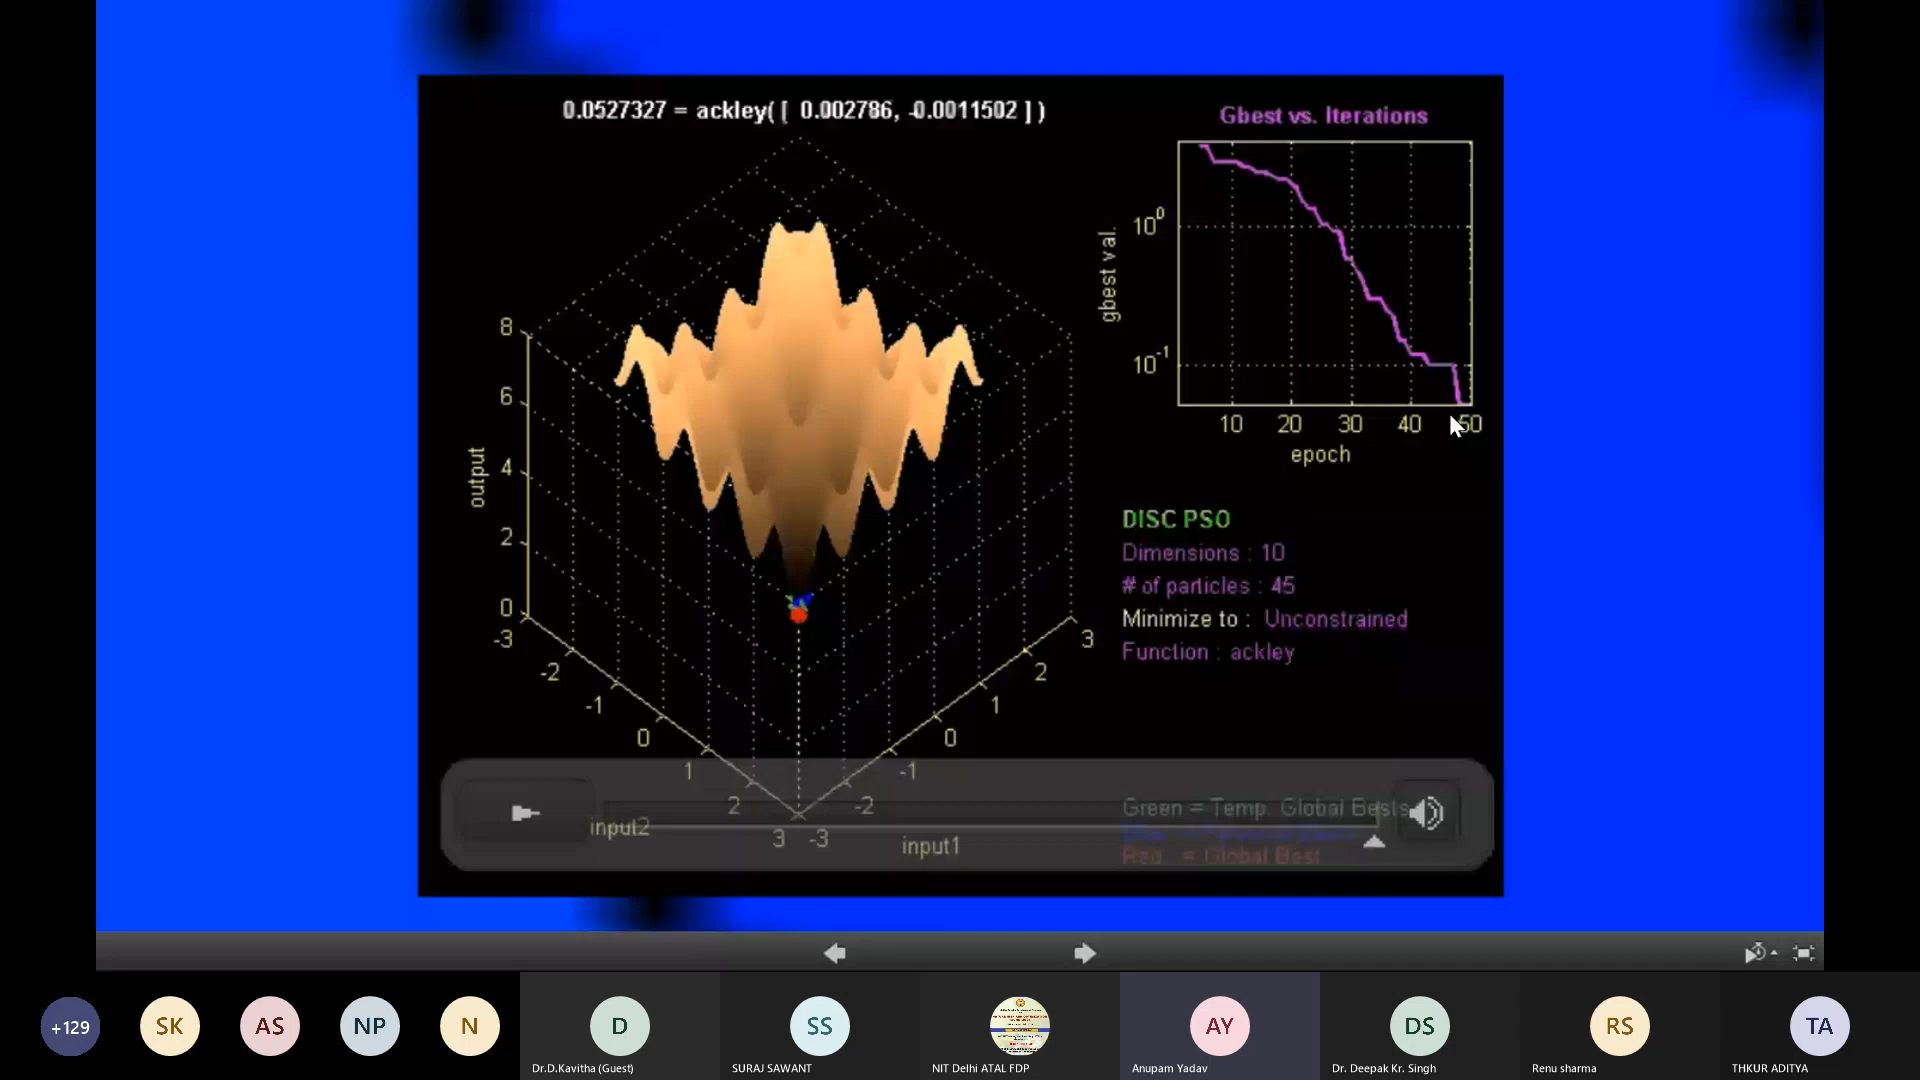 0.0527327 = ackley( [ 0.002786, -0.0011502 ] )
Gbest vs. Iterations
gbest val.
10^0
10^-1
10 20 30 40 50
epoch
output
8
6
4
2
0
-3
-2
-1
0
1
2
3
input2
3
2
1
0
-1
-2
-3
input1
DISC PSO
Dimensions : 10
# of particles : 45
Minimize to : Unconstrained
Function : ackley
Green = Temp. Global Bests
Red = Global Best
+129
SK
AS
NP
N
D
Dr.D.Kavitha (Guest)
SS
SURAJ SAWANT
NIT Delhi ATAL FDP
AY
Anupam Yadav
DS
Dr. Deepak Kr. Singh
RS
Renu sharma
TA
THKUR ADITYA